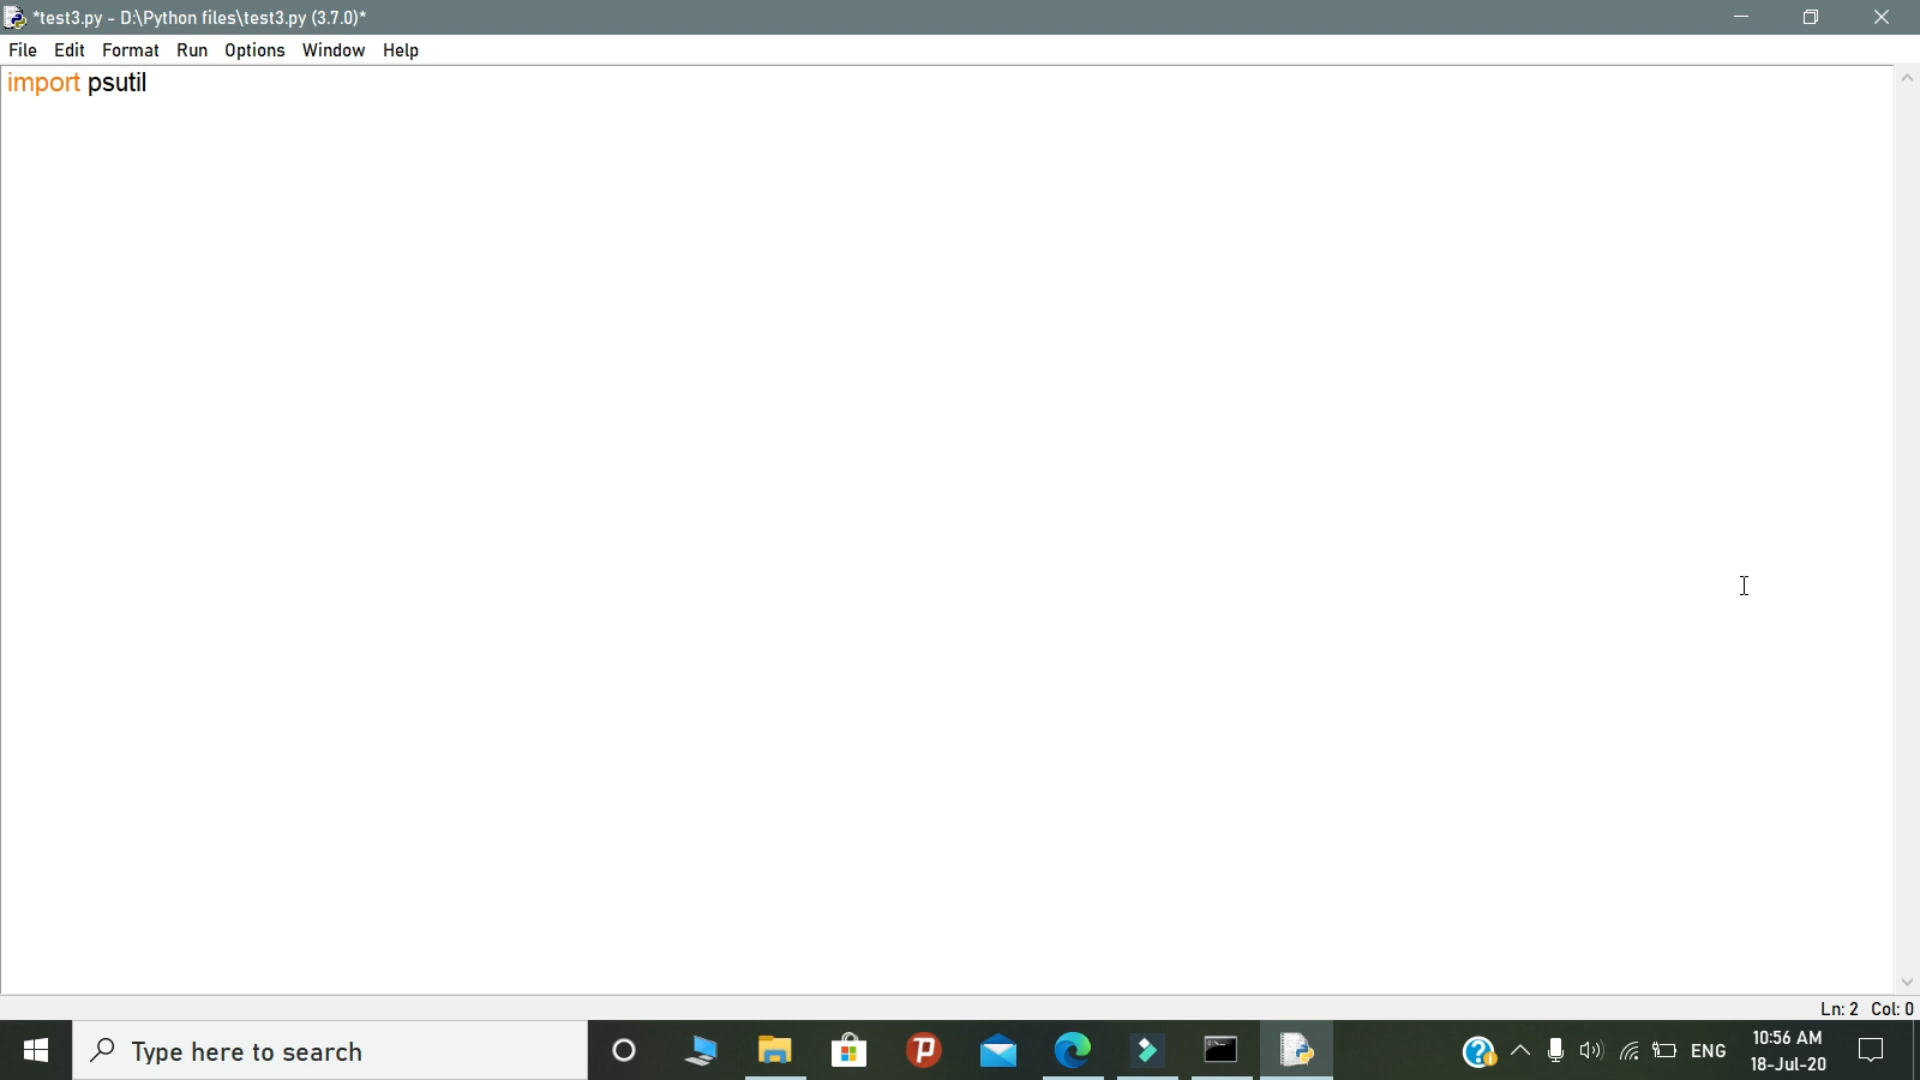 *test3.py - D:\Python files\test3.py (3.7.0)*
File Edit Format Run Options Window Help
import psutil
Ln: 2 Col: 0
Type here to search
ENG
10:56 AM
18-Jul-20